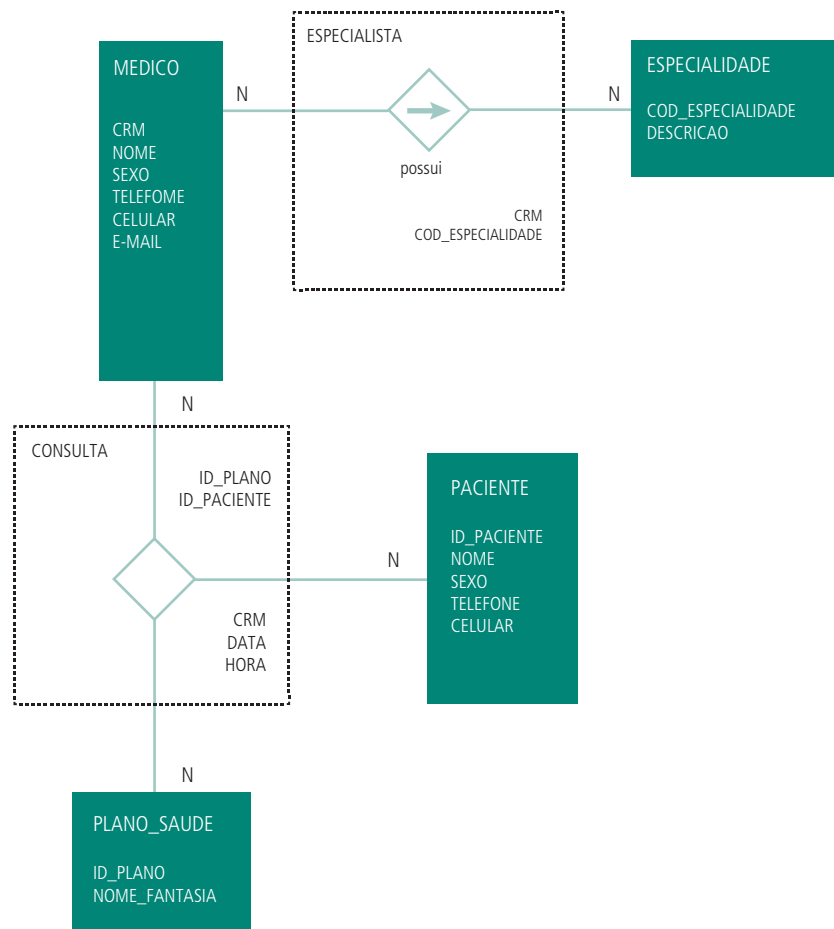 ESPECIALISTA
MEDICO
CRM
NOME
SEXO
TELEFOME
CELULAR
E-MAIL
N
possui
CRM
COD_ESPECIALIDADE
N
ESPECIALIDADE
COD_ESPECIALIDADE
DESCRICAO
N
CONSULTA
ID_PLANO
ID_PACIENTE
CRM
DATA
HORA
N
PACIENTE
ID_PACIENTE
NOME
SEXO
TELEFONE
CELULAR
N
PLANO_SAUDE
ID_PLANO
NOME_FANTASIA